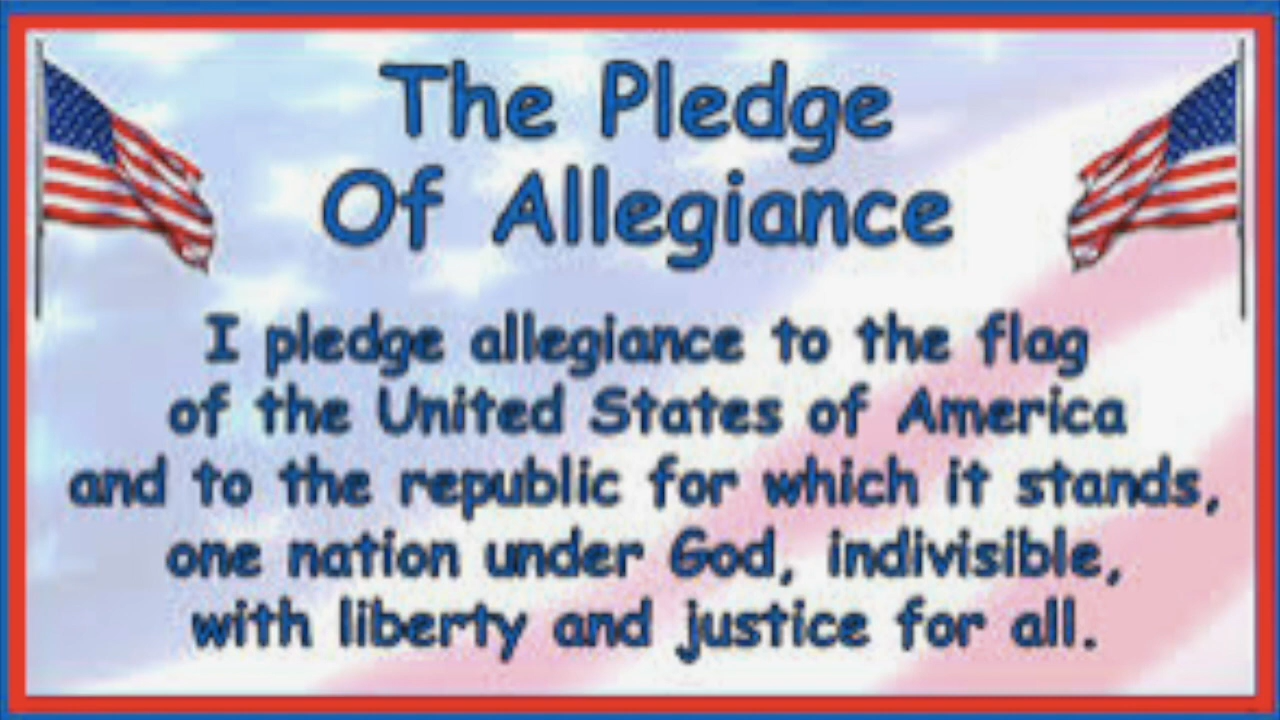 The Pledge
Of Allegiance
I pledge allegiance to the flag
of the United States of America
and to the republic for which it stands,
one nation under God, indivisible,
with liberty and justice for all.